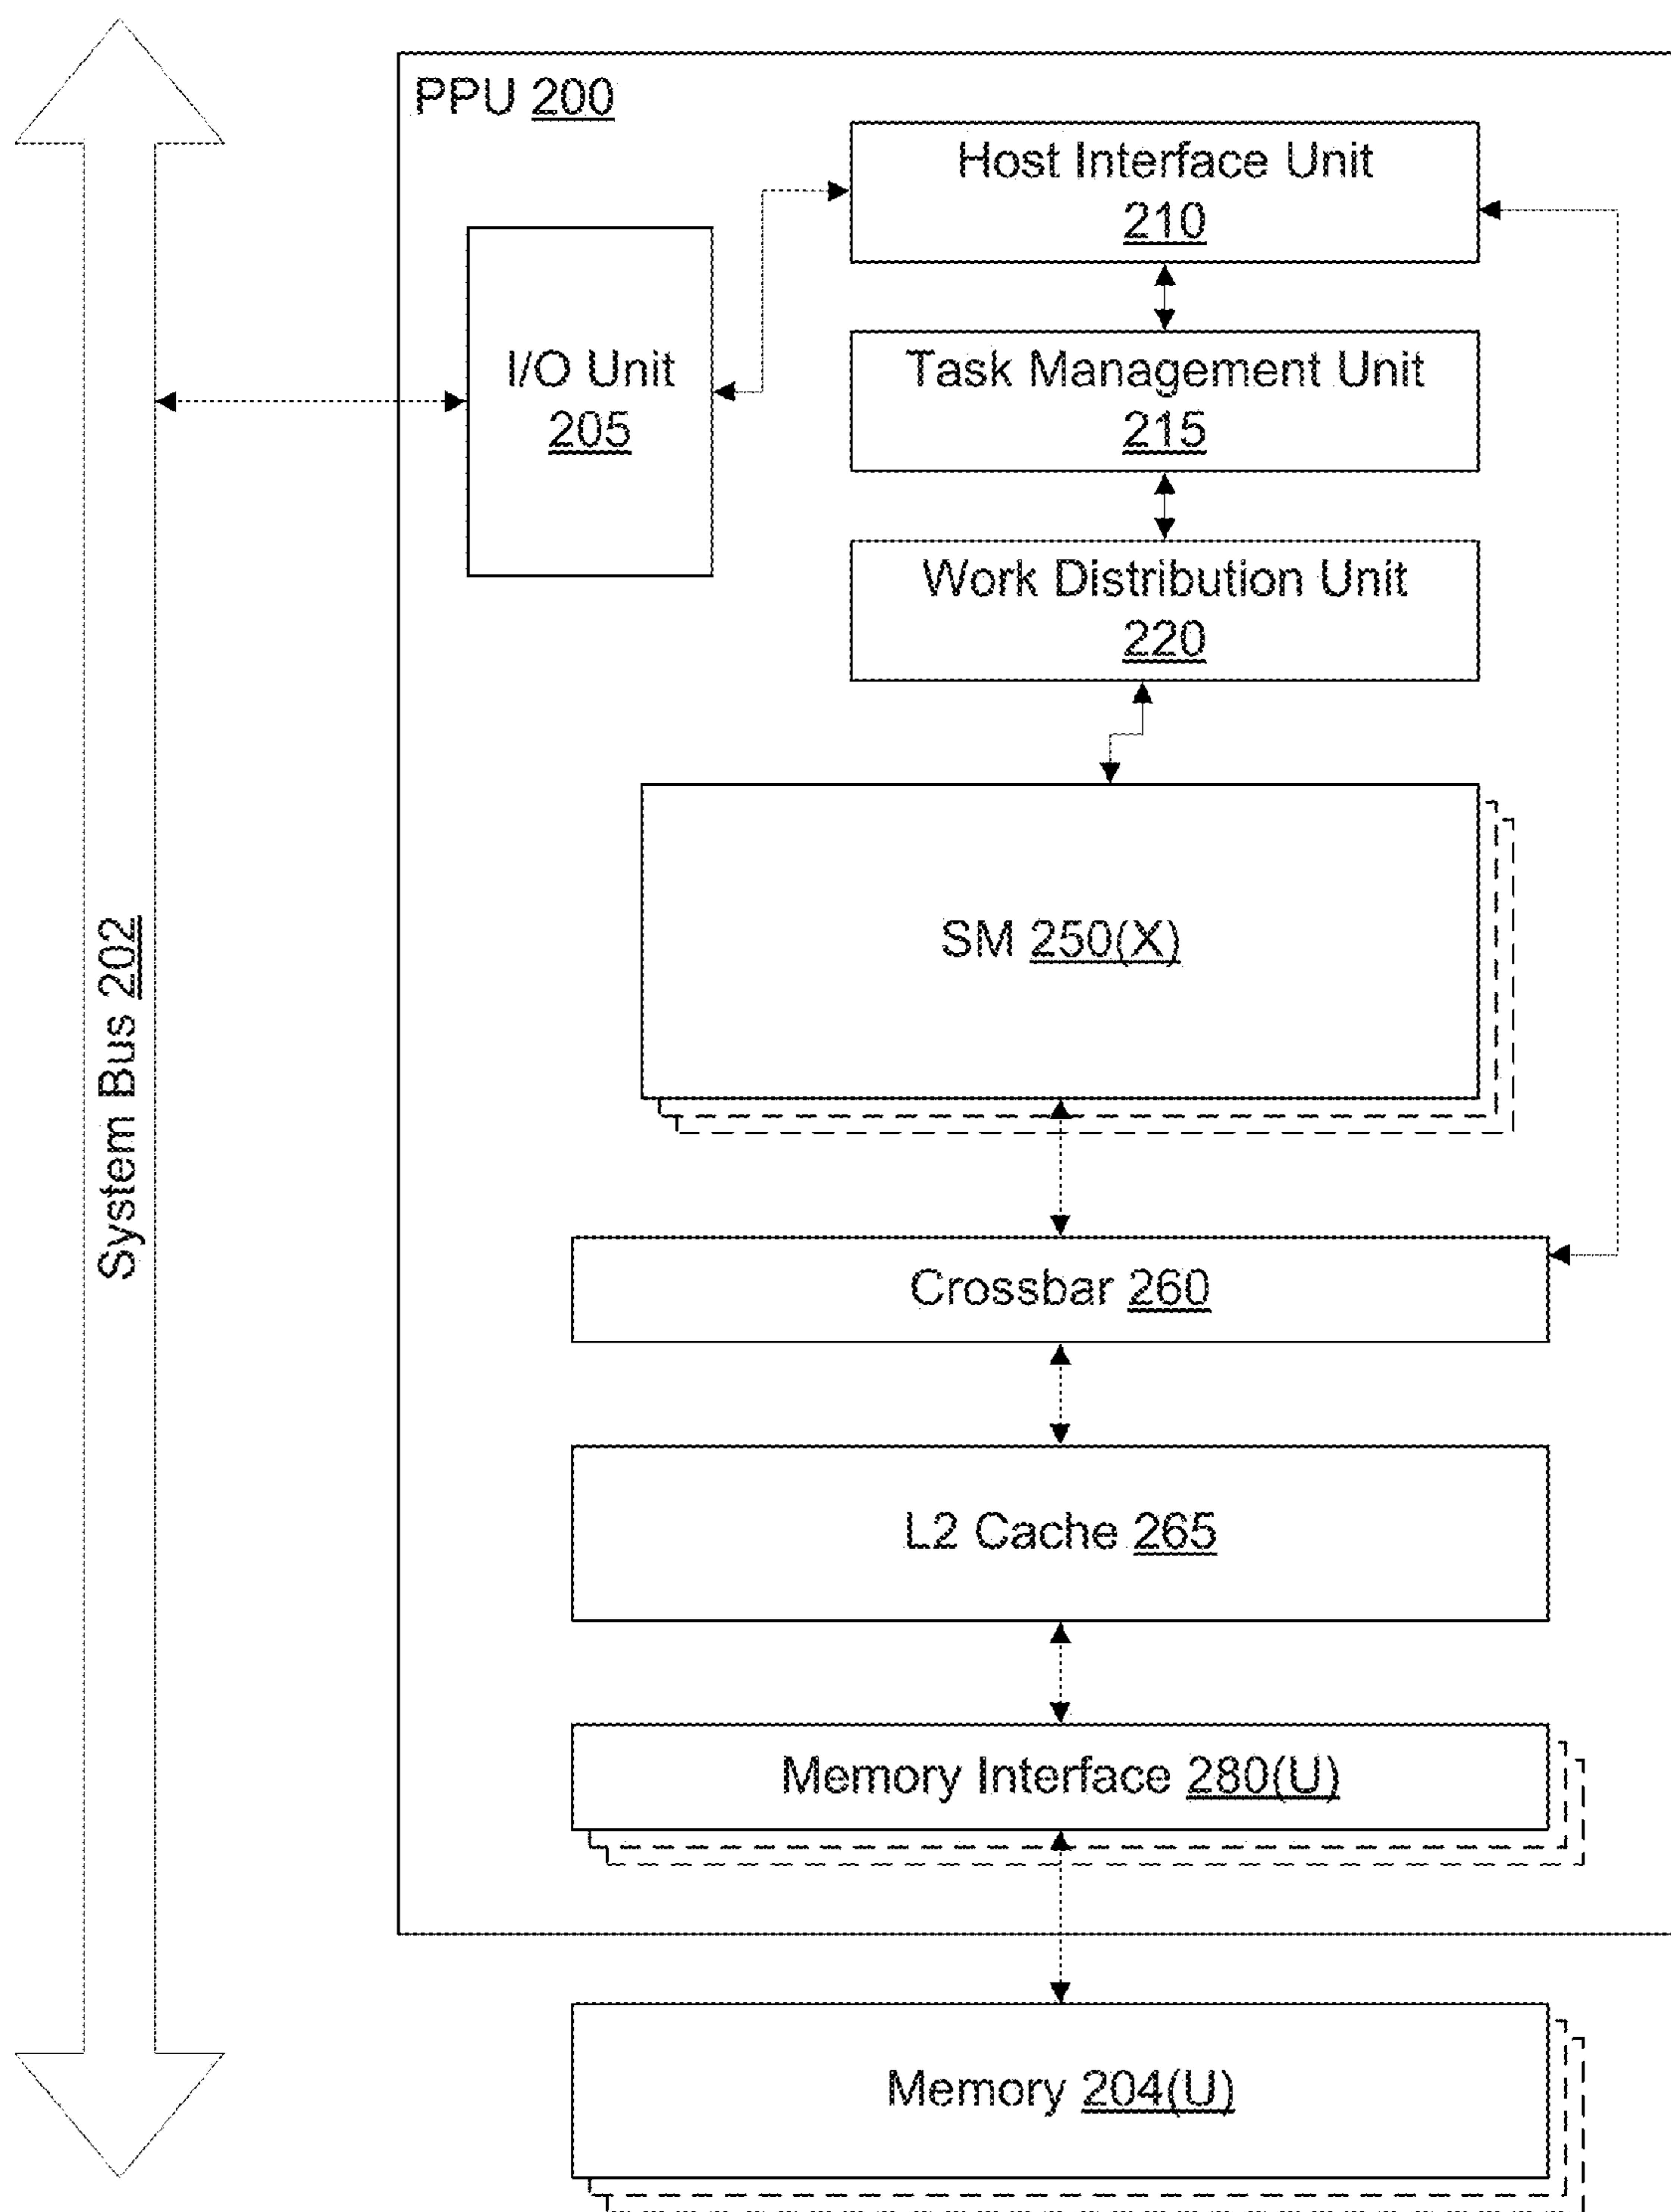 PPU 200
Host Interface Unit
210
I/O Unit
205
Task Management Unit
215
Work Distribution Unit
220
SM 250(X)
System Bus 202
Crossbar 260
L2 Cache 265
Memory Interface 280(U)
Memory 204(U)